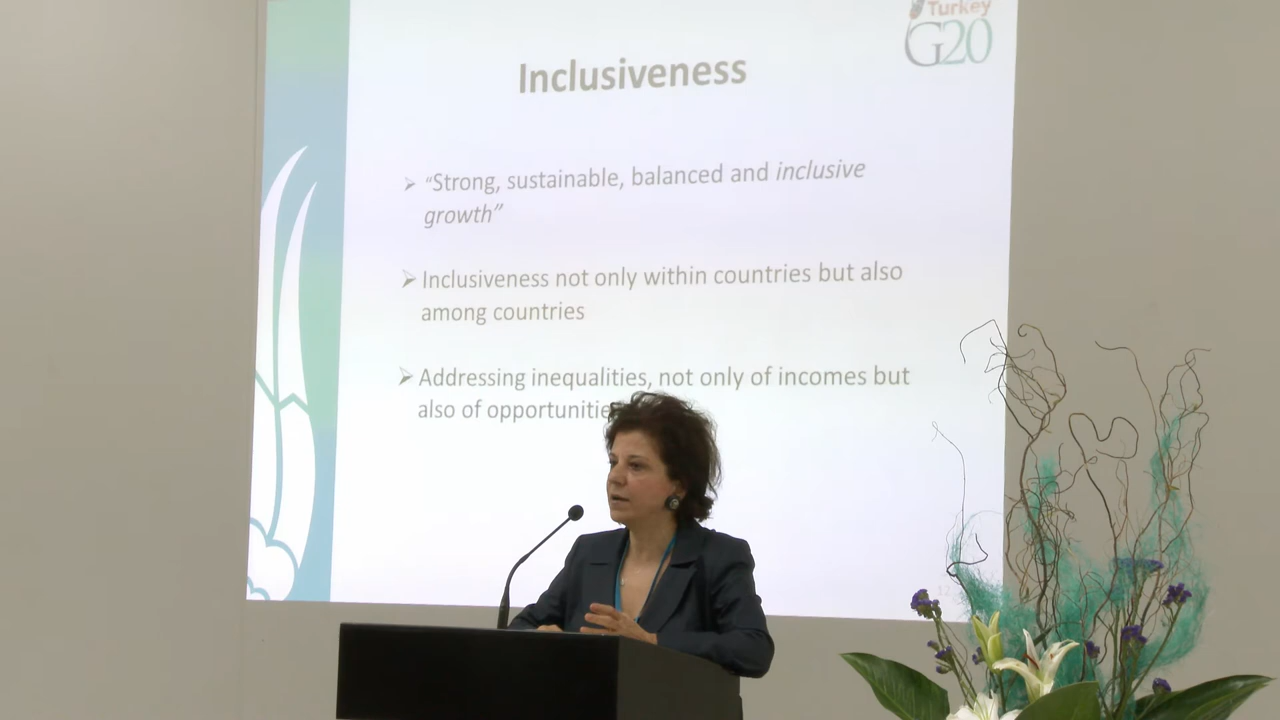 Turkey
G20
Inclusiveness
"Strong, sustainable, balanced and inclusive
growth"
Inclusiveness not only within countries but also
among countries
Addressing inequalities, not only of incomes but
also of opportunitie